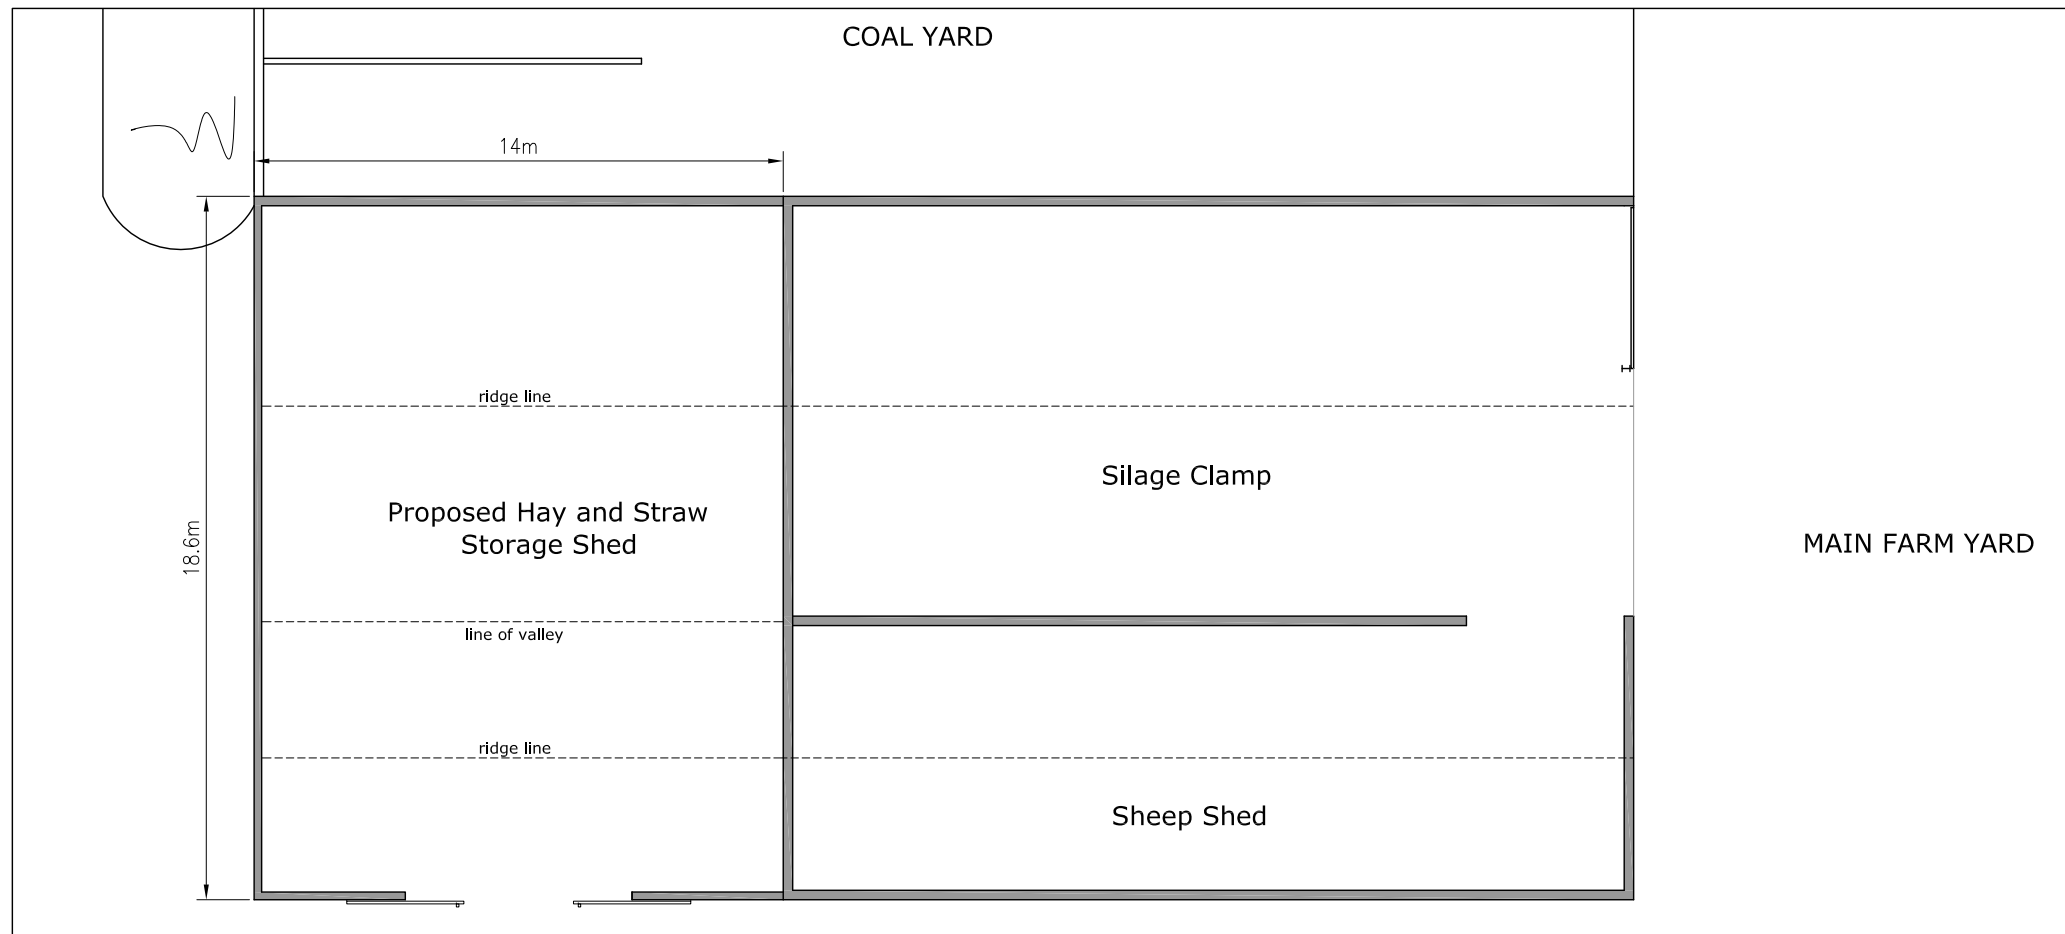 COAL YARD
14m
ridge line
Silage Clamp
Proposed Hay and Straw
Storage Shed
18.6m
MAIN FARM YARD
line of valley
ridge line
Sheep Shed